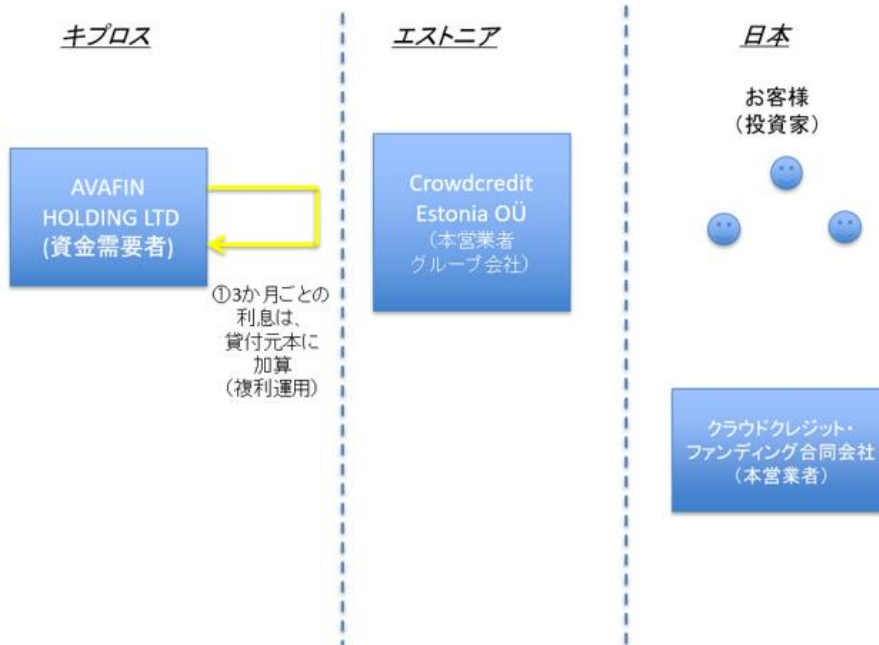 キプロス
エストニア
日本
お客様
（投資家）
AVAFIN
HOLDING LTD
(資金需要者)
Crowdcredit
Estonia OÜ
（本営業者
グループ会社）
①3か月ごとの
利息は、
貸付元本に
加算
（複利運用）
クラウドクレジット・
ファンディング合同会社
（本営業者）